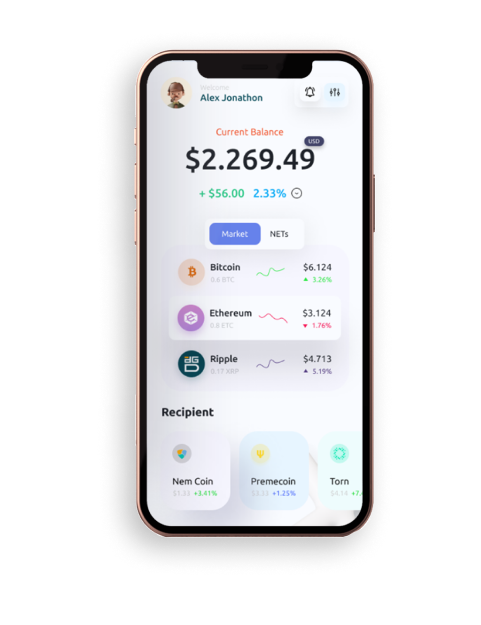 Welcome
Alex Jonathon
Current Balance
USD
$2.269.49
+ $56.00 2.33%
Market NETs
Bitcoin $6.124
0.6 BTC 3.26%
Ethereum $3.124
0.8 ETC 1.76%
Ripple $4.713
0.17 XRP 5.19%
Recipient
Nem Coin Premecoin Torn
$1.33 +3.41% $3.33 +1.25% $4.14 +7.